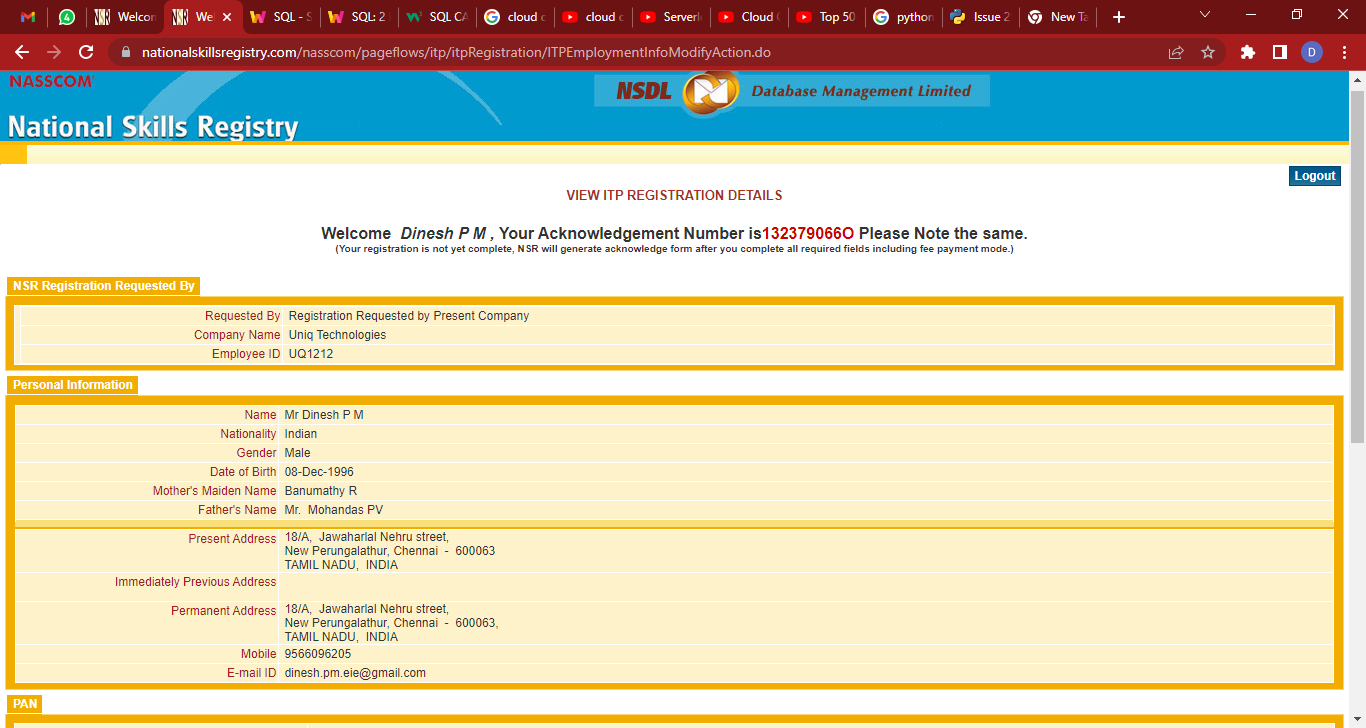 Welcon
We
SQL - S
SQL: 2
SQL CA
cloud c
cloud c
Serverl
Cloud
Top 50
python
Issue 2
New Ta
nationalskillsregistry.com/nasscom/pageflows/itp/itpRegistration/ITPEmploymentInfoModifyAction.do
D
NASSCOM
NSDL Database Management Limited
National Skills Registry
Logout
VIEW ITP REGISTRATION DETAILS
Welcome Dinesh P M , Your Acknowledgement Number is132379066O Please Note the same.
(Your registration is not yet complete, NSR will generate acknowledge form after you complete all required fields including fee payment mode.)
NSR Registration Requested By
Requested By Registration Requested by Present Company
Company Name Uniq Technologies
Employee ID UQ1212
Personal Information
Name Mr Dinesh P M
Nationality Indian
Gender Male
Date of Birth 08-Dec-1996
Mother's Maiden Name Banumathy R
Father's Name Mr. Mohandas PV
Present Address 18/A, Jawaharlal Nehru street,
New Perungalathur, Chennai - 600063
TAMIL NADU, INDIA
Immediately Previous Address
Permanent Address 18/A, Jawaharlal Nehru street,
New Perungalathur, Chennai - 600063,
TAMIL NADU, INDIA
Mobile 9566096205
E-mail ID dinesh.pm.eie@gmail.com
PAN